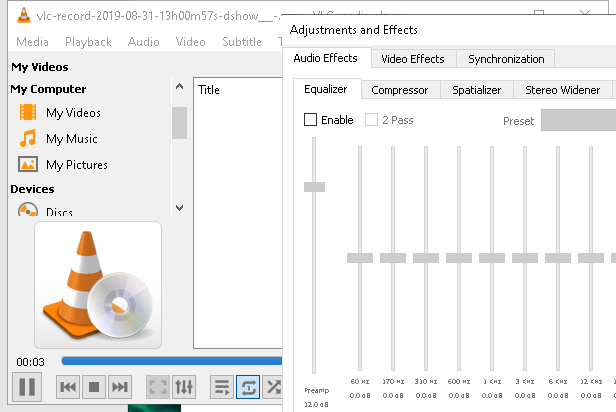 vlc-record-2019-08-31-13h00m57s-dshow___-.
Adjustments and Effects
Media Playback Audio Video Subtitle
Audio Effects Video Effects Synchronization
My Videos
My Computer
My Videos
My Music
My Pictures
Devices
Discs
Title
Equalizer Compressor Spatializer Stereo Widener
Enable 2 Pass Preset
60 Hz 170 Hz 310 Hz 600 Hz 1 KHz 3 KHz 6 KHz 12 KHz
Preamp 0.0 dB 0.0 dB 0.0 dB 0.0 dB 0.0 dB 0.0 dB 0.0 dB 0.0 dB
12.0 dB
00:03